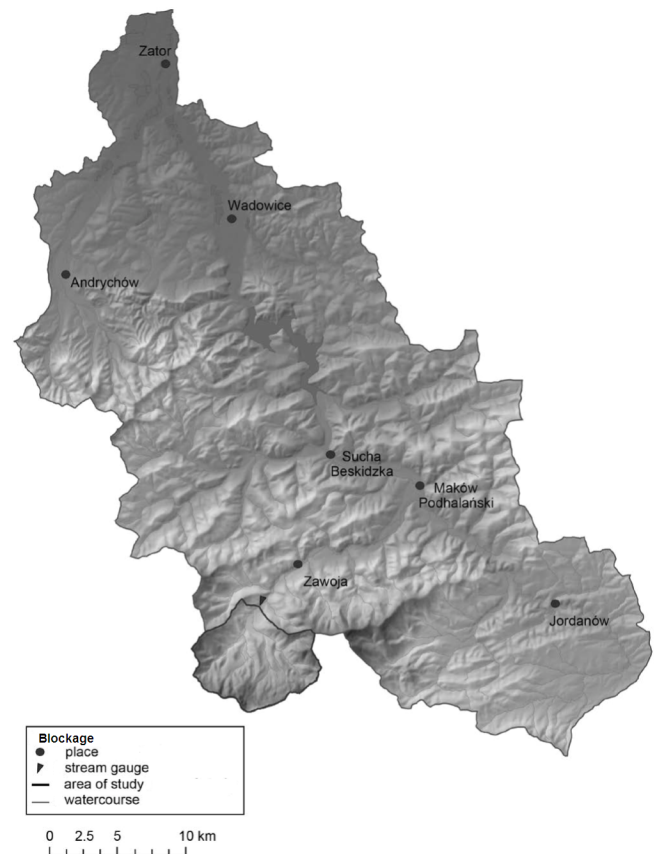 Zator
Wadowice
Andrychów
Sucha
Beskidzka
Maków
Podhalański
Zawoja
Jordanów
Blockage
place
stream gauge
area of study
watercourse
0 2.5 5 10 km